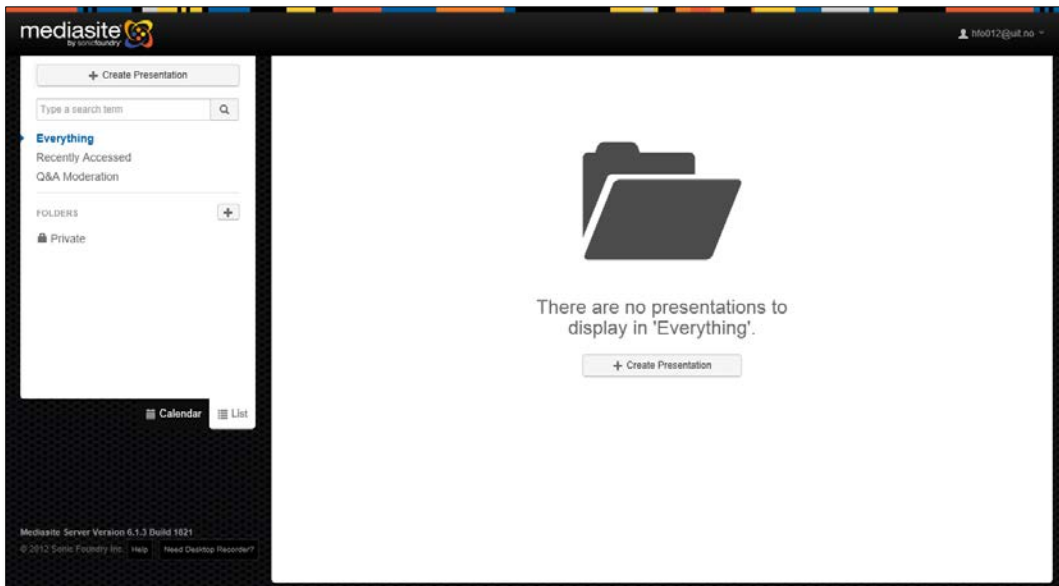 mediasite
by sonicfoundry
hfo012@uit.no
+ Create Presentation
Type a search term
Everything
Recently Accessed
Q&A Moderation
FOLDERS
Private
There are no presentations to
display in 'Everything'.
+ Create Presentation
Calendar List
Mediasite Server Version 6.1.3 Build 1821
© 2012 Sonic Foundry Inc. Help Need Desktop Recorder?